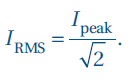 I_RMS = I_peak / √2.